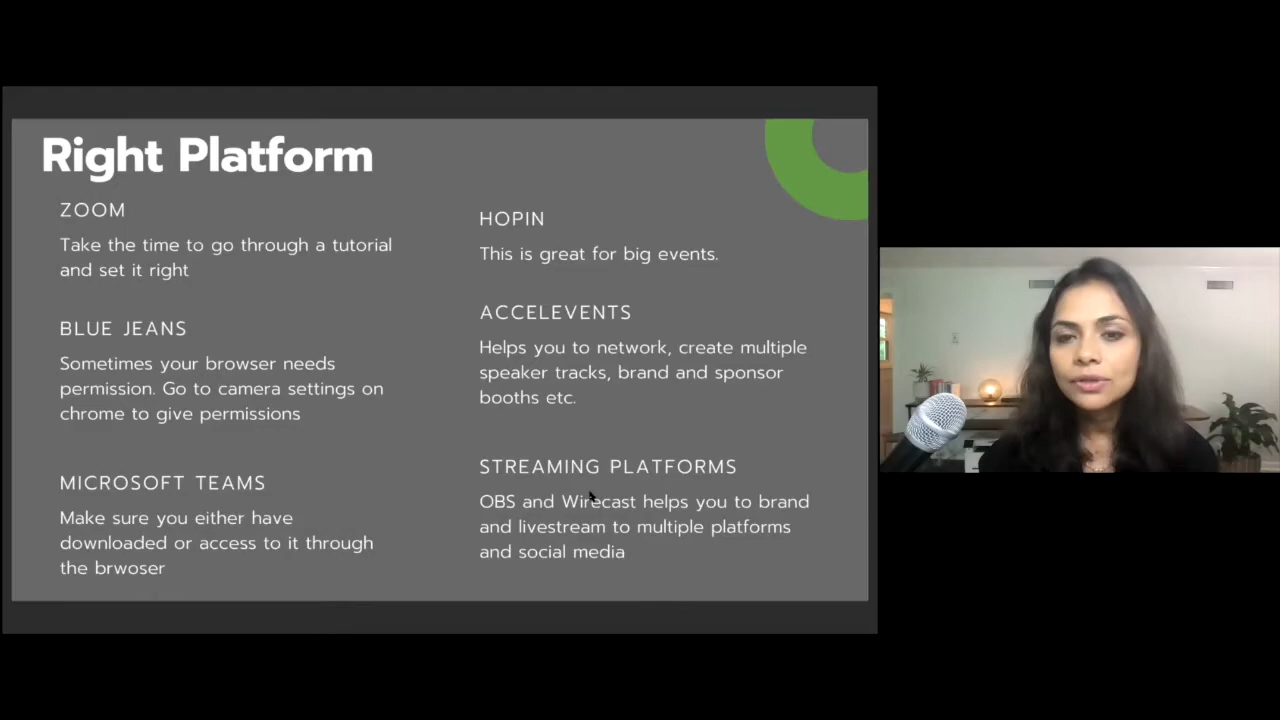 Right Platform
ZOOM
Take the time to go through a tutorial
and set it right
BLUE JEANS
Sometimes your browser needs
permission. Go to camera settings on
chrome to give permissions
MICROSOFT TEAMS
Make sure you either have
downloaded or access to it through
the brwoser
HOPIN
This is great for big events.
ACCELEVENTS
Helps you to network, create multiple
speaker tracks, brand and sponsor
booths etc.
STREAMING PLATFORMS
OBS and Wirecast helps you to brand
and livestream to multiple platforms
and social media